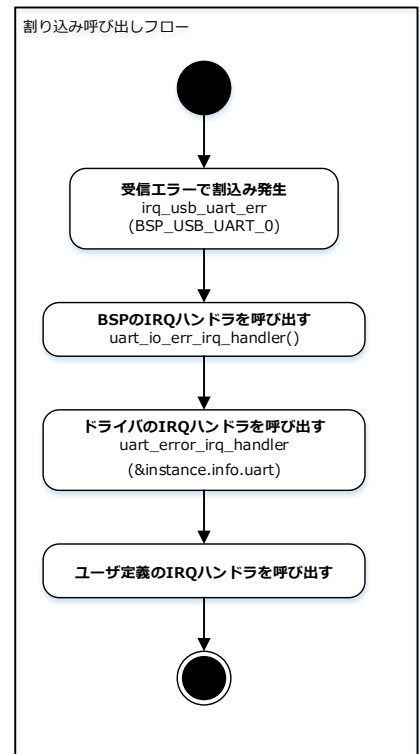 割り込み呼び出しフロー
受信エラーで割込み発生
irq_usb_uart_err
(BSP_USB_UART_0)
BSPのIRQハンドラを呼び出す
uart_io_err_irq_handler()
ドライバのIRQハンドラを呼び出す
uart_error_irq_handler
(&instance.info.uart)
ユーザ定義のIRQハンドラを呼び出す